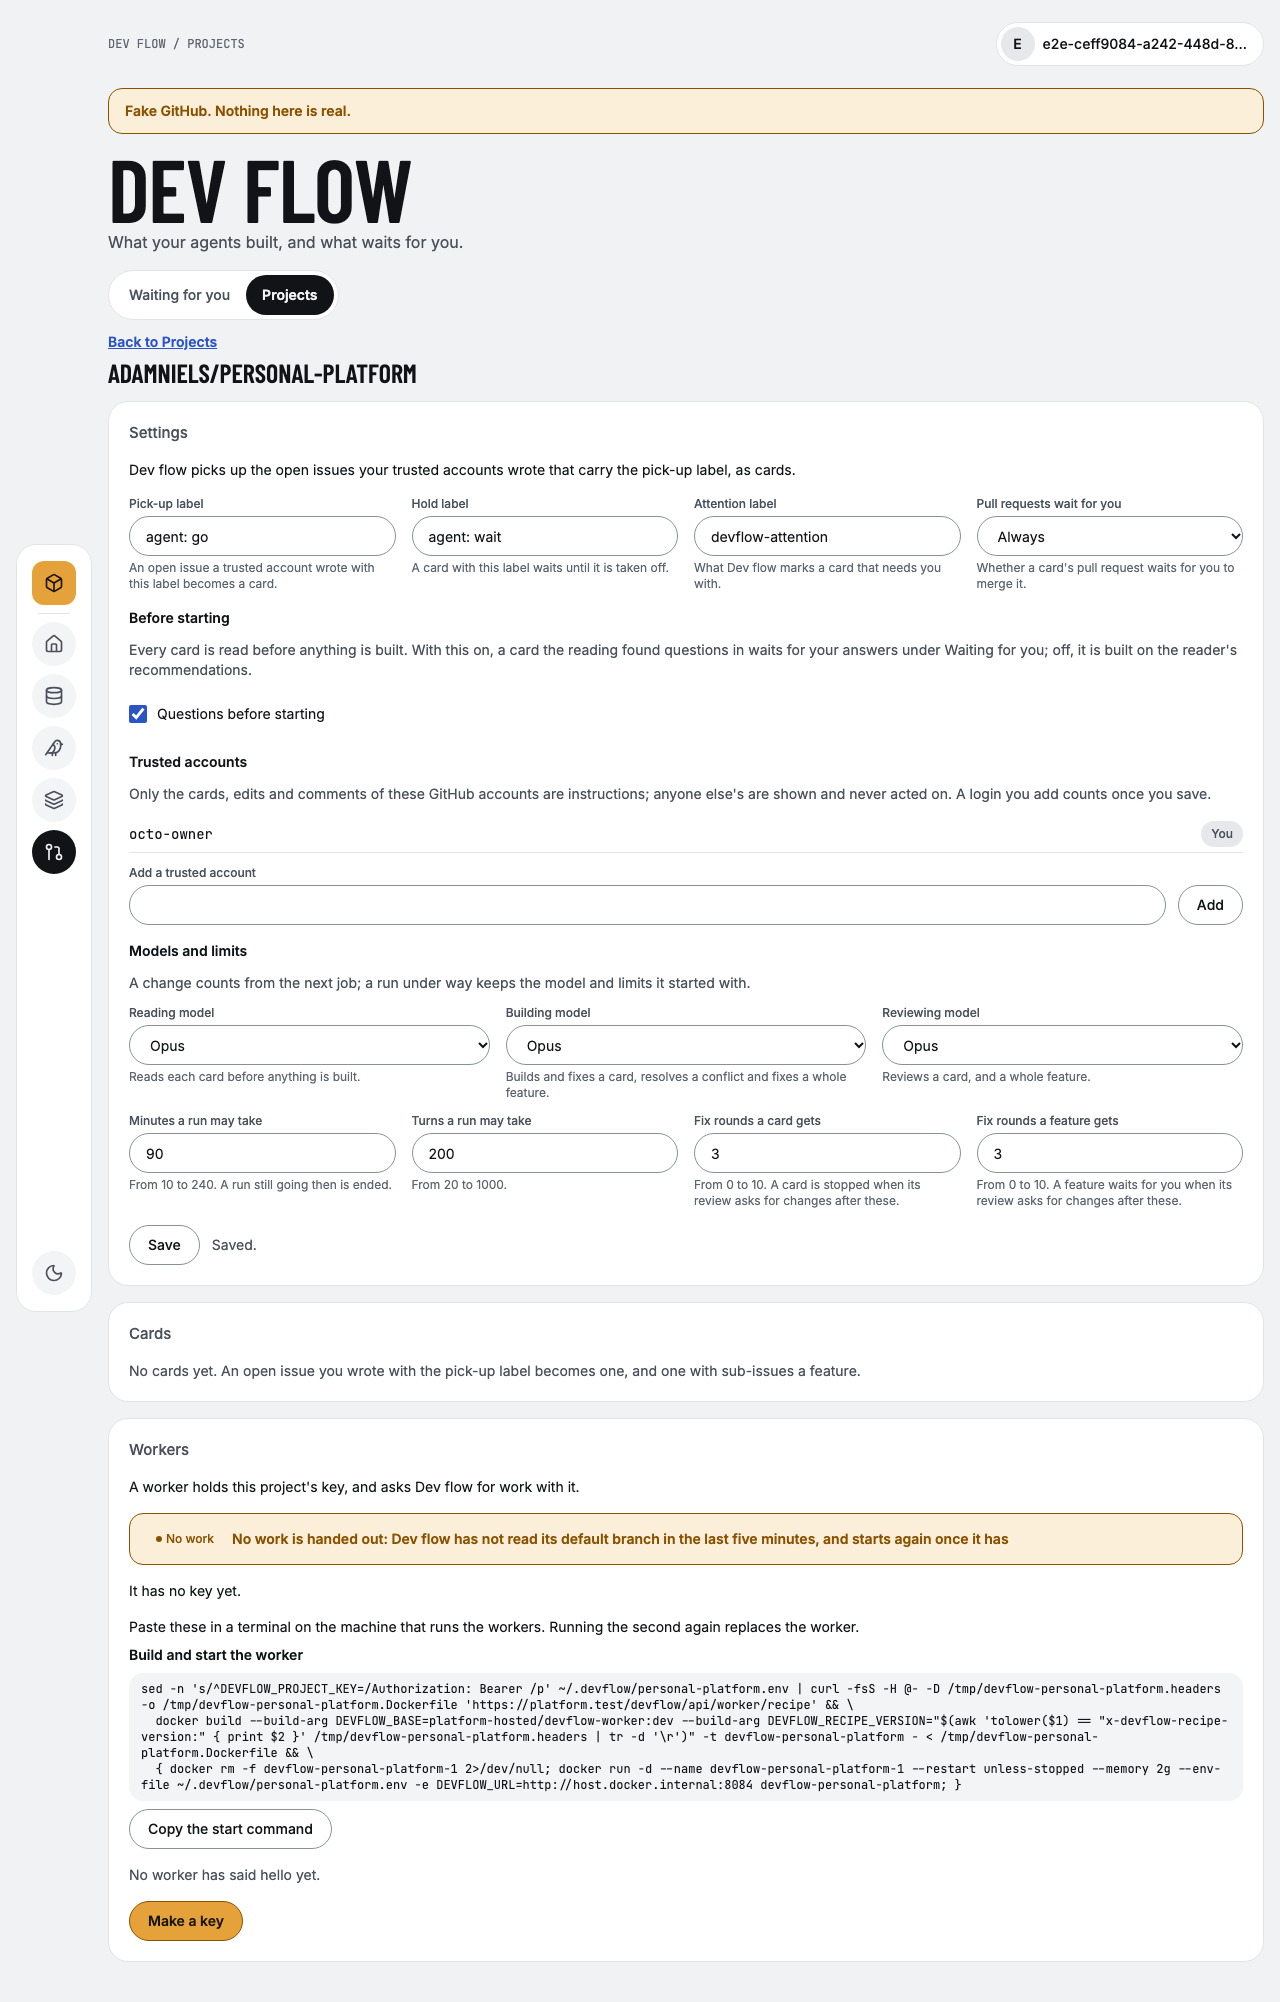 DEV FLOW / PROJECTS
E
e2e-ceff9084-a242-448d-8...
Fake GitHub. Nothing here is real.
DEV FLOW
What your agents built, and what waits for you.
Waiting for you
Projects
Back to Projects
ADAMNIELS/PERSONAL-PLATFORM
Settings
Dev flow picks up the open issues your trusted accounts wrote that carry the pick-up label, as cards.
Pick-up label
agent: go
An open issue a trusted account wrote with
this label becomes a card.
Hold label
agent: wait
A card with this label waits until it is taken off.
Attention label
devflow-attention
What Dev flow marks a card that needs you
with.
Pull requests wait for you
Always
Whether a card's pull request waits for you to
merge it.
Before starting
Every card is read before anything is built. With this on, a card the reading found questions in waits for your answers under Waiting for you; off, it is built on the reader's
recommendations.
Questions before starting
Trusted accounts
Only the cards, edits and comments of these GitHub accounts are instructions; anyone else's are shown and never acted on. A login you add counts once you save.
octo-owner
You
Add a trusted account
Add
Models and limits
A change counts from the next job; a run under way keeps the model and limits it started with.
Reading model
Opus
Reads each card before anything is built.
Building model
Opus
Builds and fixes a card, resolves a conflict and fixes a whole
feature.
Reviewing model
Opus
Reviews a card, and a whole feature.
Minutes a run may take
90
From 10 to 240. A run still going then is ended.
Turns a run may take
200
From 20 to 1000.
Fix rounds a card gets
3
From 0 to 10. A card is stopped when its
review asks for changes after these.
Fix rounds a feature gets
3
From 0 to 10. A feature waits for you when its
review asks for changes after these.
Save
Saved.
Cards
No cards yet. An open issue you wrote with the pick-up label becomes one, and one with sub-issues a feature.
Workers
A worker holds this project's key, and asks Dev flow for work with it.
No work
No work is handed out: Dev flow has not read its default branch in the last five minutes, and starts again once it has
It has no key yet.
Paste these in a terminal on the machine that runs the workers. Running the second again replaces the worker.
Build and start the worker
sed -n 's/^DEVFLOW_PROJECT_KEY=/Authorization: Bearer /p' ~/.devflow/personal-platform.env | curl -fsS -H @- -D /tmp/devflow-personal-platform.headers
-o /tmp/devflow-personal-platform.Dockerfile 'https://platform.test/devflow/api/worker/recipe' && \
docker build --build-arg DEVFLOW_BASE=platform-hosted/devflow-worker:dev --build-arg DEVFLOW_RECIPE_VERSION="$(awk 'tolower($1) == "x-devflow-recipe-
version:" { print $2 }' /tmp/devflow-personal-platform.headers | tr -d '\r')" -t devflow-personal-platform - < /tmp/devflow-personal-
platform.Dockerfile && \
{ docker rm -f devflow-personal-platform-1 2>/dev/null; docker run -d --name devflow-personal-platform-1 --restart unless-stopped --memory 2g --env-
file ~/.devflow/personal-platform.env -e DEVFLOW_URL=http://host.docker.internal:8084 devflow-personal-platform; }
Copy the start command
No worker has said hello yet.
Make a key